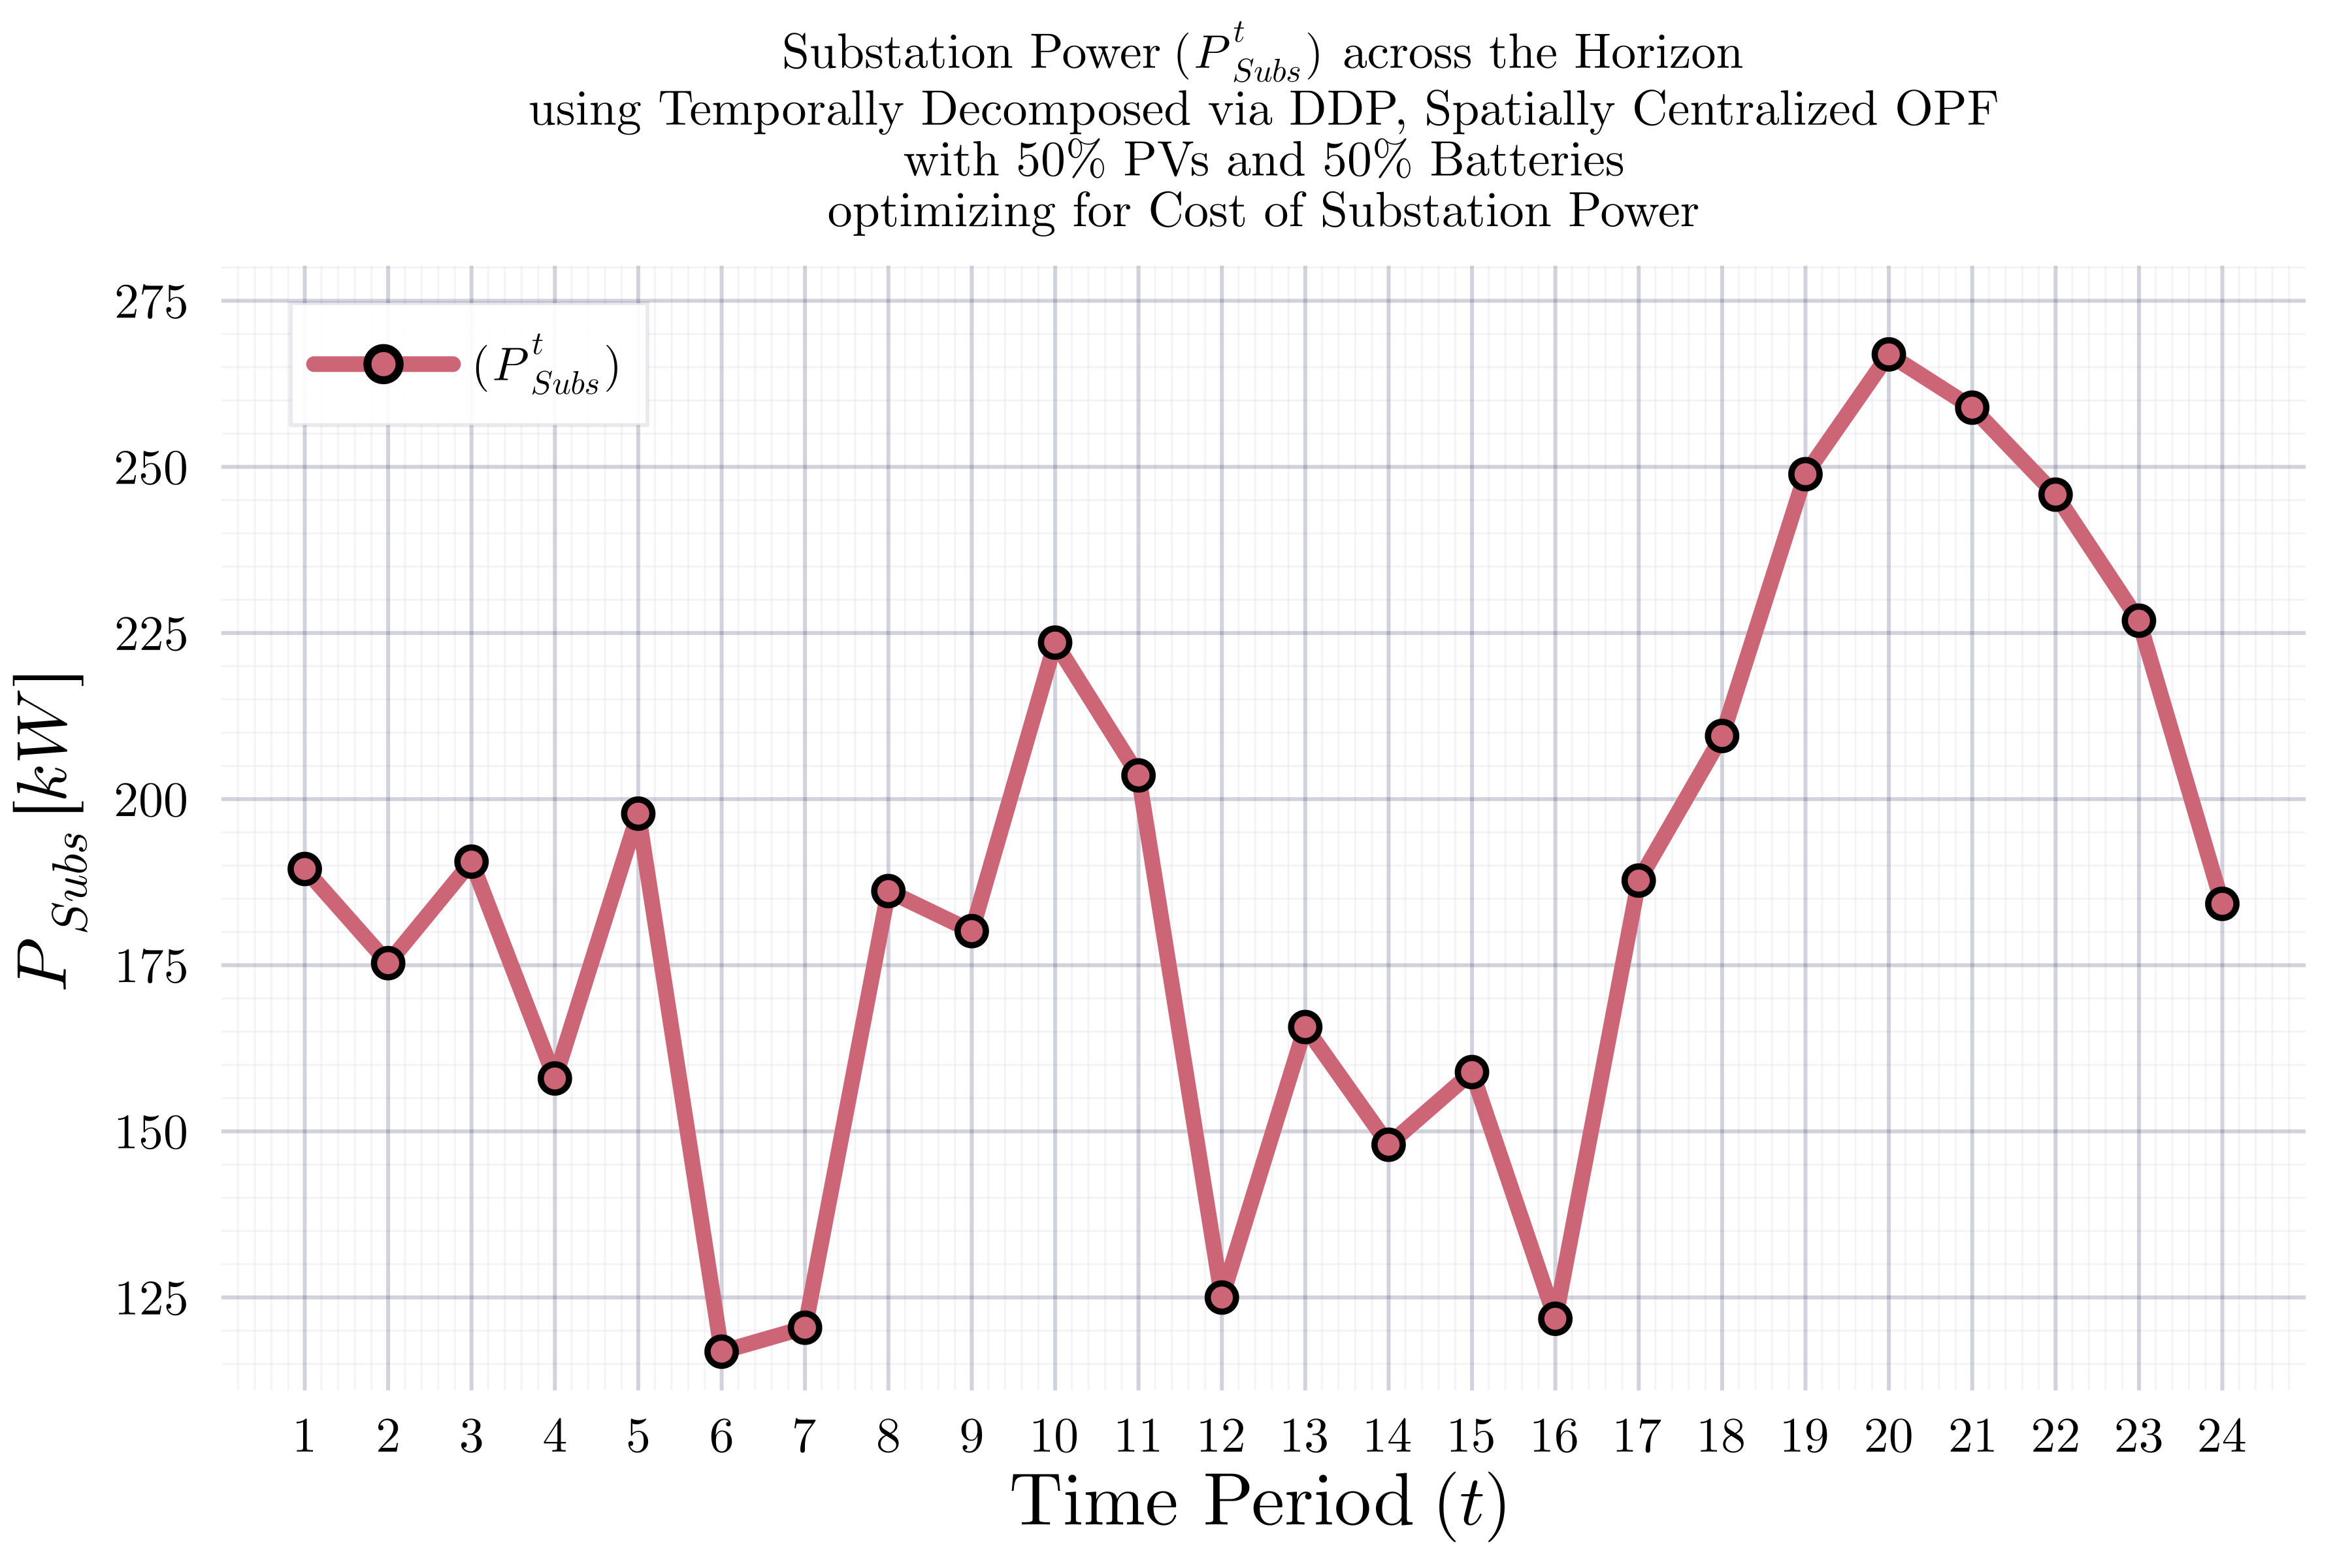 Substation Power (P^t_Subs) across the Horizon
using Temporally Decomposed via DDP, Spatially Centralized OPF
with 50% PVs and 50% Batteries
optimizing for Cost of Substation Power
(P^t_Subs)
P_Subs [kW]
275
250
225
200
175
150
125
1 2 3 4 5 6 7 8 9 10 11 12 13 14 15 16 17 18 19 20 21 22 23 24
Time Period (t)